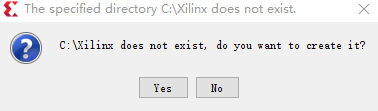 The specified directory C:\Xilinx does not exist.
C:\Xilinx does not exist, do you want to create it?
Yes
No